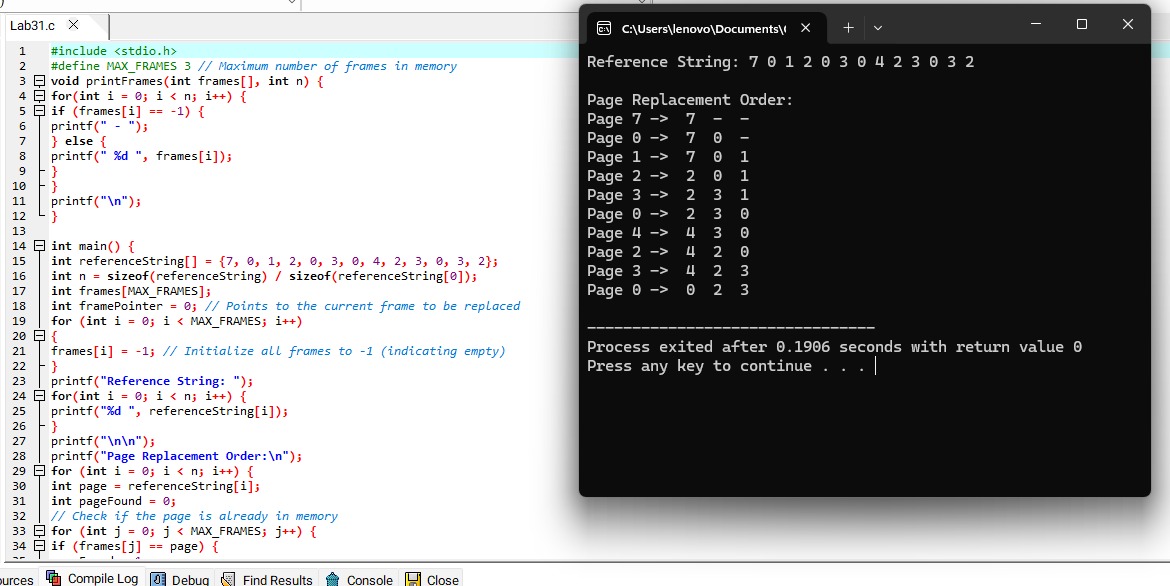 Lab31.c
1 #include <stdio.h>
2 #define MAX_FRAMES 3 // Maximum number of frames in memory
3 void printFrames(int frames[], int n) {
4 for(int i = 0; i < n; i++) {
5 if (frames[i] == -1) {
6 printf(" - ");
7 } else {
8 printf(" %d ", frames[i]);
9 }
10 }
11 printf("\n");
12 }
13
14 int main() {
15 int referenceString[] = {7, 0, 1, 2, 0, 3, 0, 4, 2, 3, 0, 3, 2};
16 int n = sizeof(referenceString) / sizeof(referenceString[0]);
17 int frames[MAX_FRAMES];
18 int framePointer = 0; // Points to the current frame to be replaced
19 for (int i = 0; i < MAX_FRAMES; i++)
20 {
21 frames[i] = -1; // Initialize all frames to -1 (indicating empty)
22 }
23 printf("Reference String: ");
24 for(int i = 0; i < n; i++) {
25 printf("%d ", referenceString[i]);
26 }
27 printf("\n\n");
28 printf("Page Replacement Order:\n");
29 for (int i = 0; i < n; i++) {
30 int page = referenceString[i];
31 int pageFound = 0;
32 // Check if the page is already in memory
33 for (int j = 0; j < MAX_FRAMES; j++) {
34 if (frames[j] == page) {
C:\Users\lenovo\Documents\
Reference String: 7 0 1 2 0 3 0 4 2 3 0 3 2
Page Replacement Order:
Page 7 -> 7 - -
Page 0 -> 7 0 -
Page 1 -> 7 0 1
Page 2 -> 2 0 1
Page 3 -> 2 3 1
Page 0 -> 2 3 0
Page 4 -> 4 3 0
Page 2 -> 4 2 0
Page 3 -> 4 2 3
Page 0 -> 0 2 3
--------------------------------
Process exited after 0.1906 seconds with return value 0
Press any key to continue . . .
ources Compile Log Debug Find Results Console Close